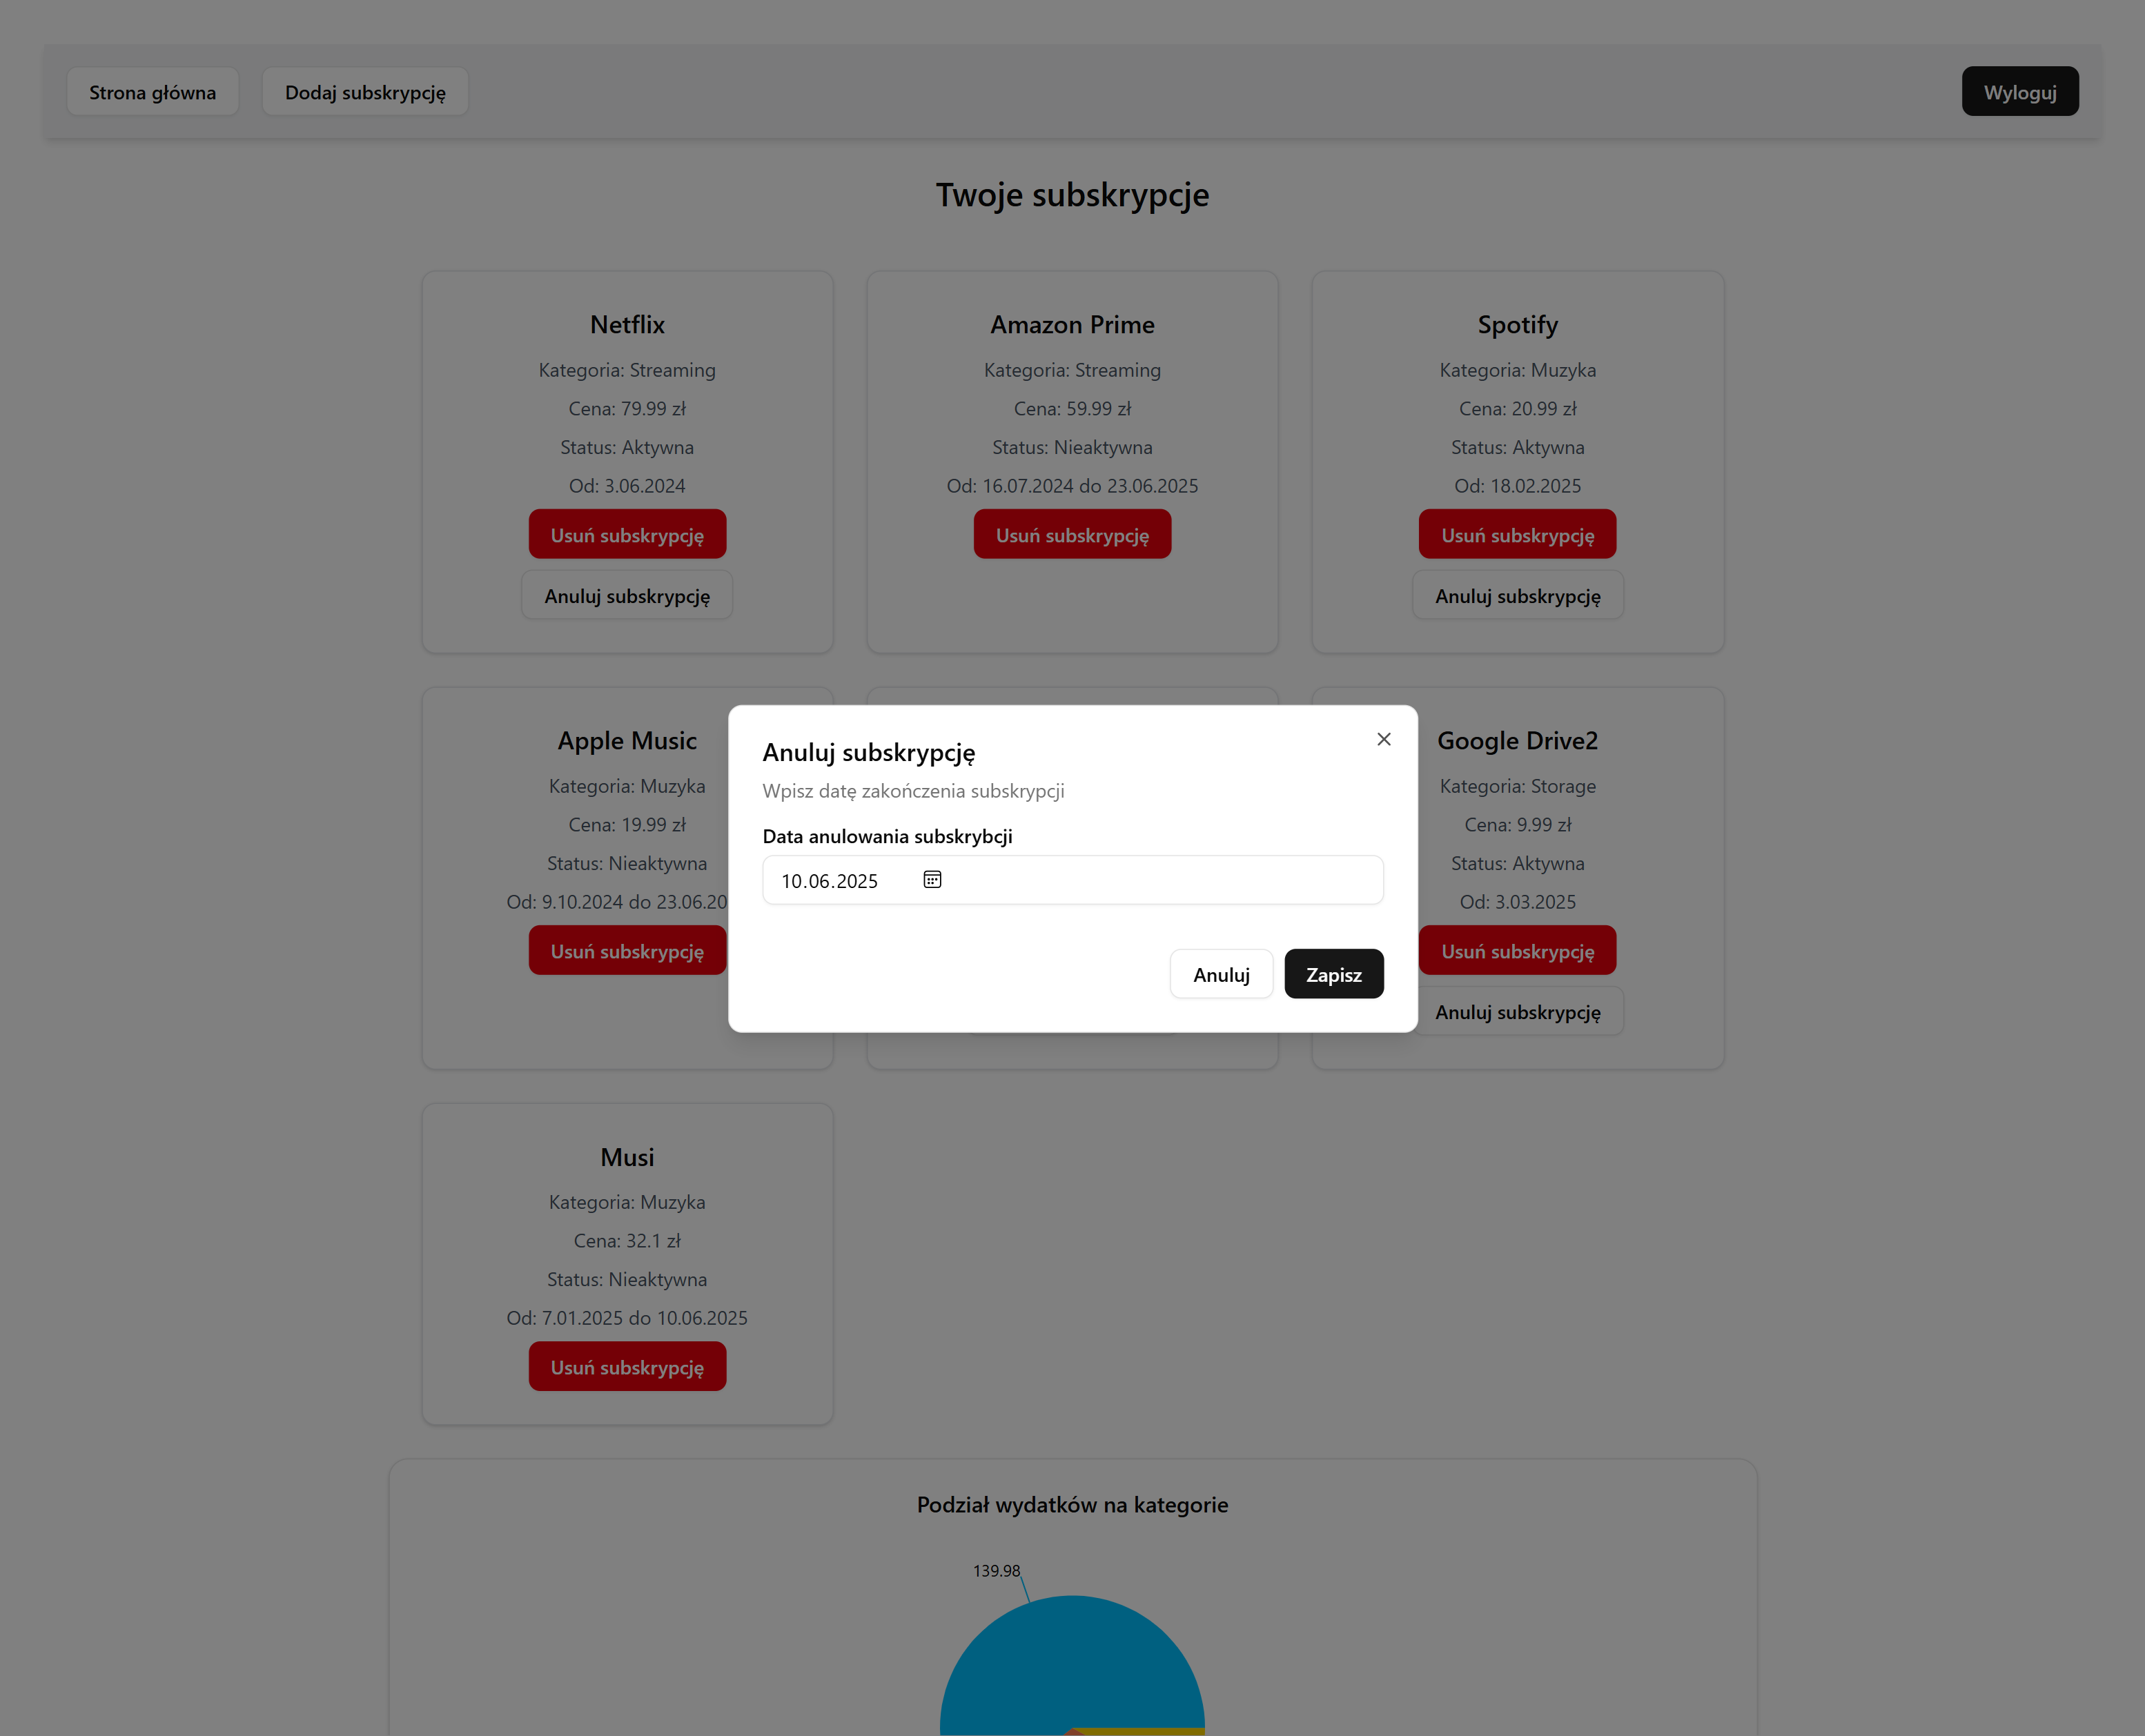 Strona główna
Dodaj subskrypcję
Wyloguj
Twoje subskrypcje
Netflix
Kategoria: Streaming
Cena: 79.99 zł
Status: Aktywna
Od: 3.06.2024
Usuń subskrypcję
Anuluj subskrypcję
Amazon Prime
Kategoria: Streaming
Cena: 59.99 zł
Status: Nieaktywna
Od: 16.07.2024 do 23.06.2025
Usuń subskrypcję
Spotify
Kategoria: Muzyka
Cena: 20.99 zł
Status: Aktywna
Od: 18.02.2025
Usuń subskrypcję
Anuluj subskrypcję
Apple Music
Kategoria: Muzyka
Cena: 19.99 zł
Status: Nieaktywna
Od: 9.10.2024 do 23.06.20
Usuń subskrypcję
Anuluj subskrypcję
Wpisz datę zakończenia subskrypcji
Data anulowania subskrybcji
10.06.2025
Anuluj
Zapisz
Google Drive2
Kategoria: Storage
Cena: 9.99 zł
Status: Aktywna
Od: 3.03.2025
Usuń subskrypcję
Anuluj subskrypcję
Musi
Kategoria: Muzyka
Cena: 32.1 zł
Status: Nieaktywna
Od: 7.01.2025 do 10.06.2025
Usuń subskrypcję
Podział wydatków na kategorie
139.98